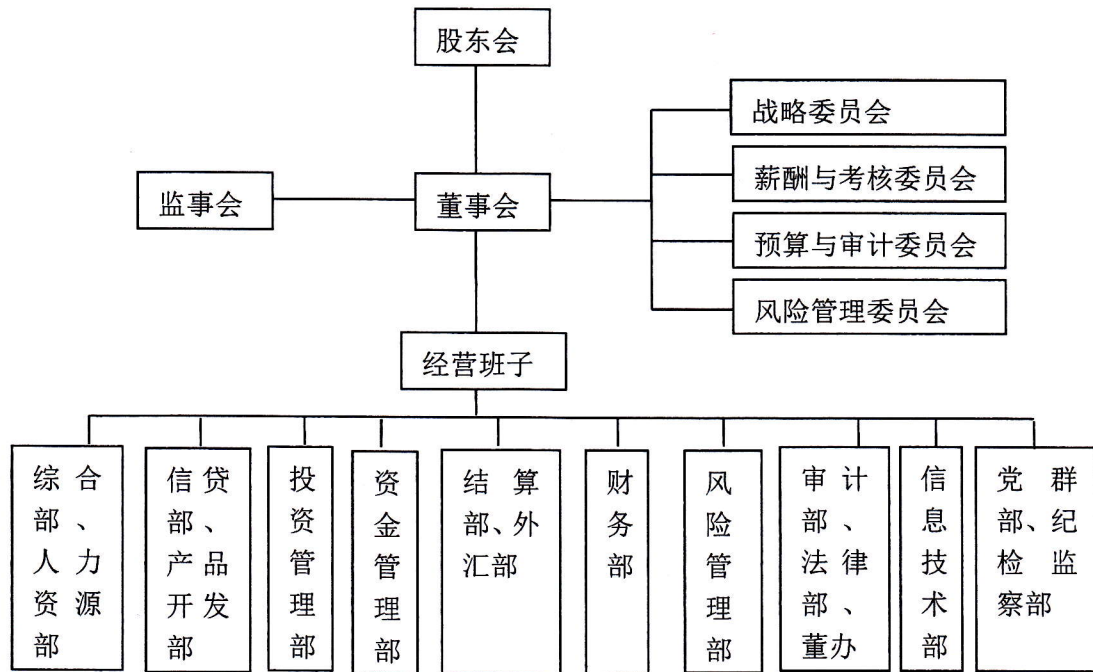 股东会
战略委员会
薪酬与考核委员会
监事会
董事会
预算与审计委员会
风险管理委员会
经营班子
综合
部、
人力
资源
部
信贷
部、
产品
开发
部
投
资
管
理
部
资
金
管
理
部
结算
部、外
汇部
财
务
部
风
险
管
理
部
审计
部、
法律
部、
董办
信
息
技
术
部
党群
部、纪
检监
察部